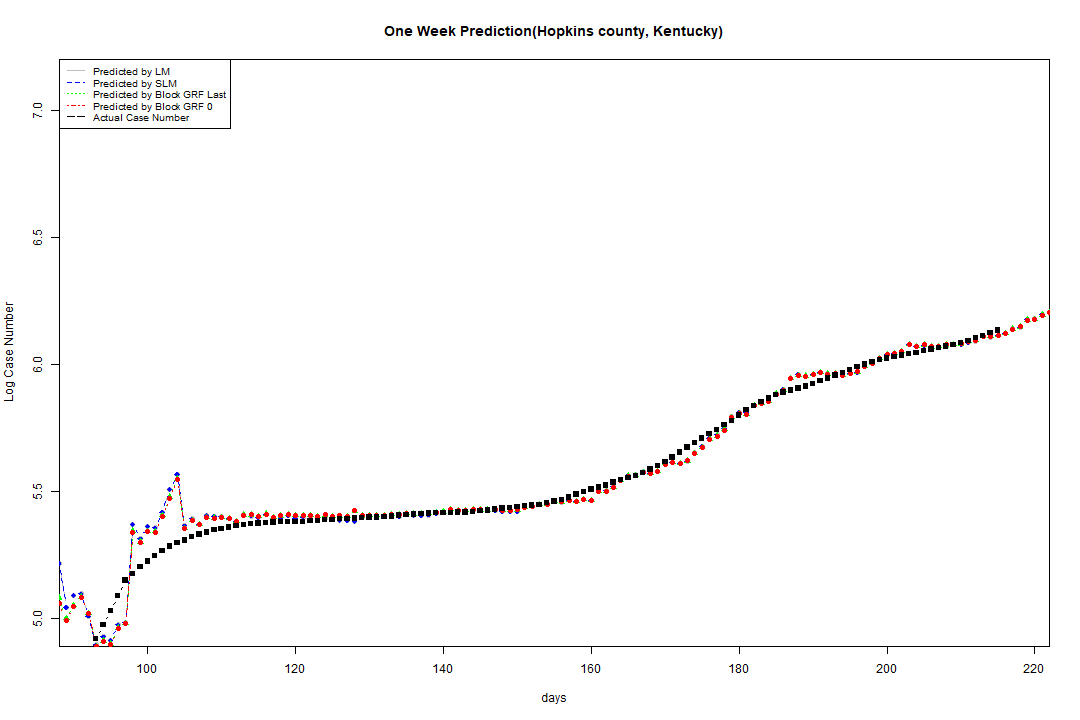 One Week Prediction(Hopkins county, Kentucky)
Predicted by LM
Predicted by SLM
Predicted by Block GRF Last
Predicted by Block GRF 0
Actual Case Number
Log Case Number
7.0
6.5
6.0
5.5
5.0
100 120 140 160 180 200 220
days